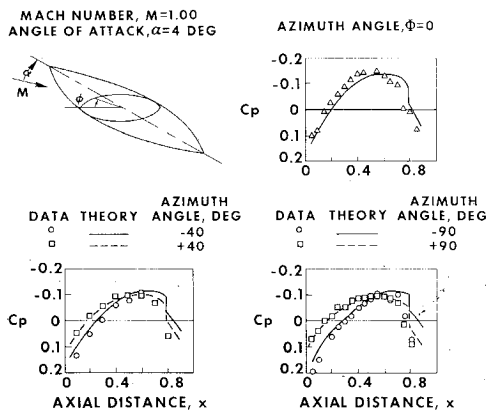 MACH NUMBER, M=1.00
ANGLE OF ATTACK,α=4 DEG
α
M
ϕ
AZIMUTH ANGLE,Φ=0
-0.2
-0.1
Cp 0
0.1
0.2
0 0.4 0.8
AZIMUTH
DATA THEORY ANGLE, DEG
-40
+40
-0.2
-0.1
Cp 0
0.1
0.2
0 0.4 0.8
AXIAL DISTANCE, x
AZIMUTH
DATA THEORY ANGLE, DEG
-90
+90
-0.2
-0.1
Cp 0
0.1
0.2
0 0.4 0.8
AXIAL DISTANCE, x